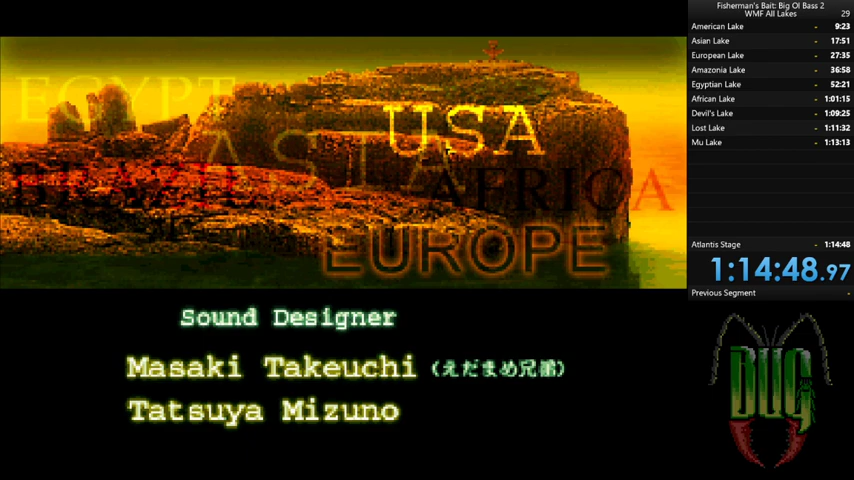 EGYPT
USA
ASIA
BRAZIL
AFRICA
EUROPE
Sound Designer
Masaki Takeuchi (えだまめ兄弟)
Tatsuya Mizuno
Fisherman's Bait: Big Ol Bass 2
WMF All Lakes 29
American Lake - 9:23
Asian Lake - 17:51
European Lake - 27:35
Amazonia Lake - 36:58
Egyptian Lake - 52:21
African Lake - 1:01:15
Devil's Lake - 1:09:25
Lost Lake - 1:11:32
Mu Lake - 1:13:13
Atlantis Stage - 1:14:48
1:14:48.97
Previous Segment -
BUG